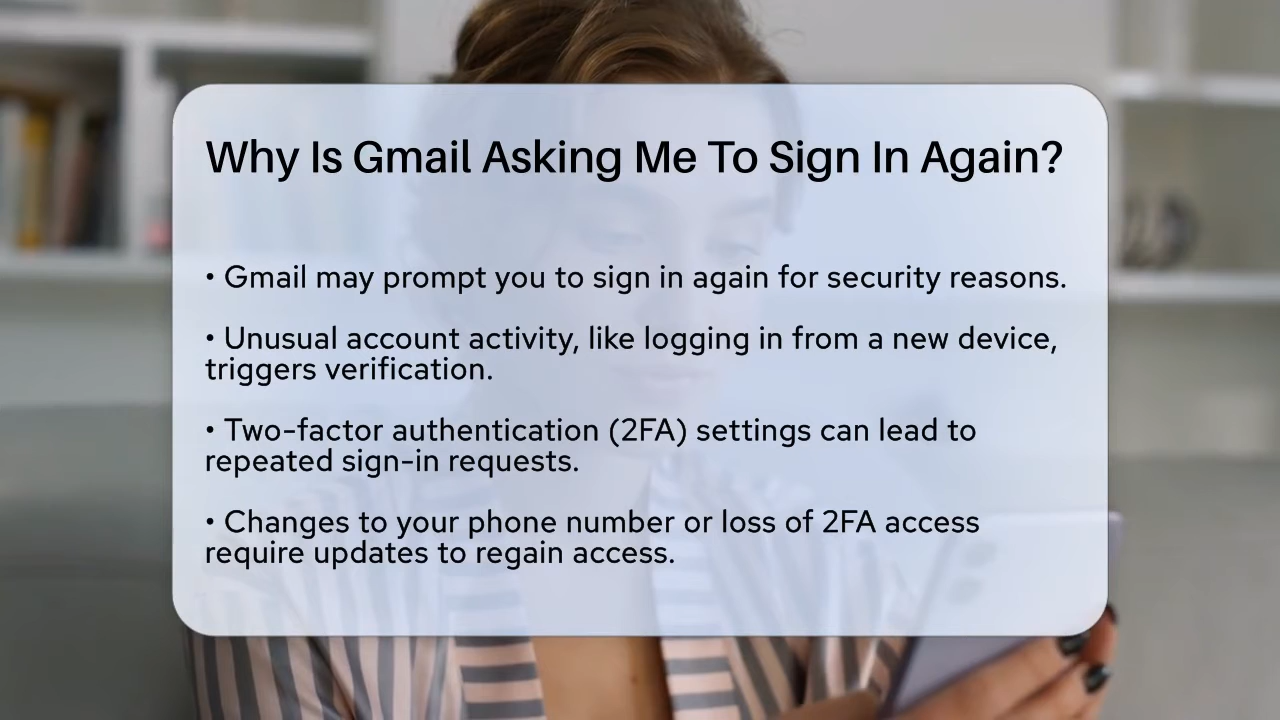 Why Is Gmail Asking Me To Sign In Again?
• Gmail may prompt you to sign in again for security reasons.
• Unusual account activity, like logging in from a new device,
triggers verification.
• Two-factor authentication (2FA) settings can lead to
repeated sign-in requests.
• Changes to your phone number or loss of 2FA access
require updates to regain access.